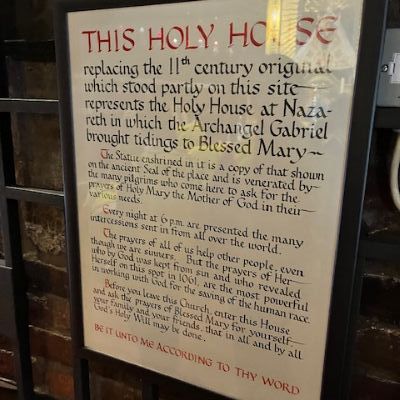 THIS HOLY HOUSE
replacing the 11th century original
which stood partly on this site—
represents the Holy House at Naza-
reth in which the Archangel Gabriel
brought tidings to Blessed Mary~
The Statue enshrined in it is a copy of that shown
on the ancient Seal of the place and is venerated by—
the many pilgrims who come here to ask for the
prayers of Holy Mary the Mother of God in their—
various needs.
Every night at 6 p.m. are presented the many
intercessions sent in from all over the world.
The prayers of all of us help other people, even
though we are sinners. But the prayers of Her—
who by God was kept from sin and who revealed
Herself on this spot in 1061, are the most powerful
in working with God for the saving of the human race
Before you leave this Church, enter this House
and ask the prayers of Blessed Mary for yourself—
your family and your friends, that in all and by all
God's Holy Will may be done.
BE IT UNTO ME ACCORDING TO THY WORD